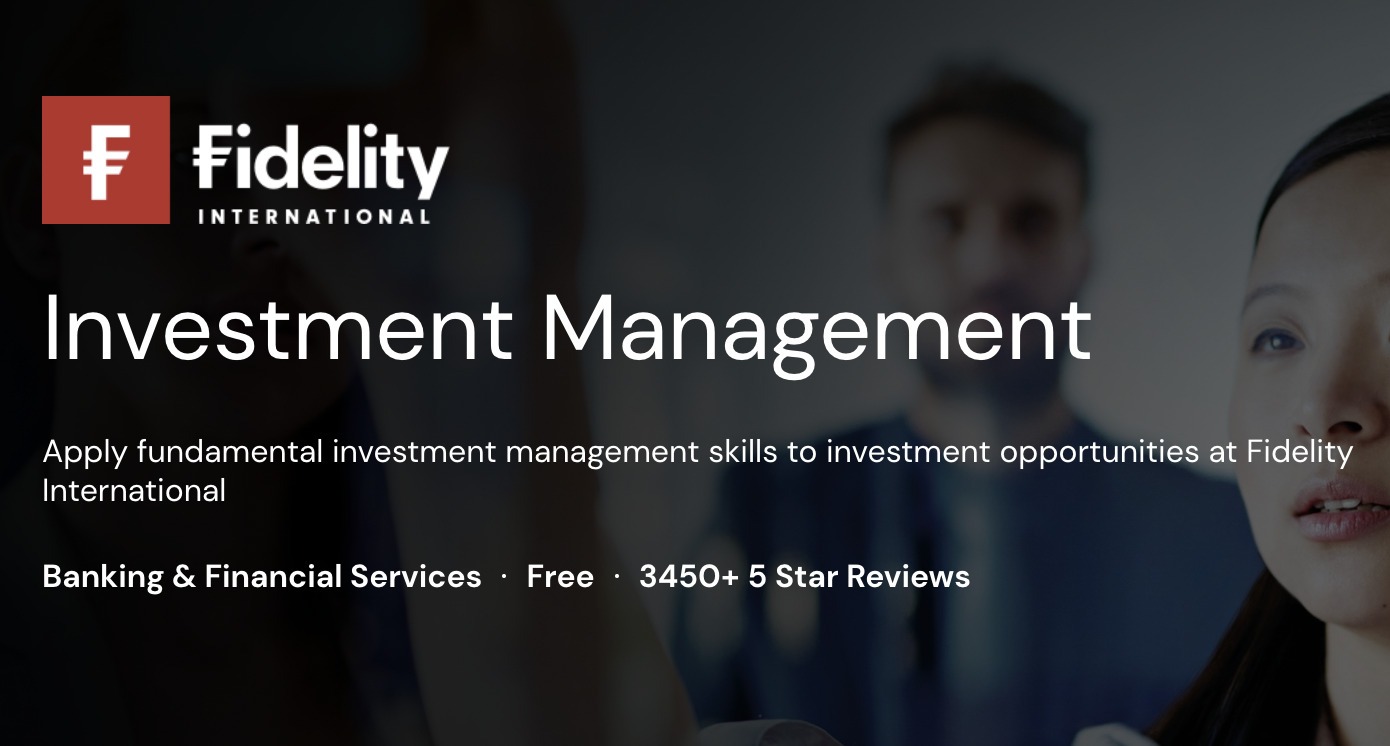 F
Fidelity
INTERNATIONAL
Investment Management
Apply fundamental investment management skills to investment opportunities at Fidelity
International
Banking & Financial Services · Free · 3450+ 5 Star Reviews